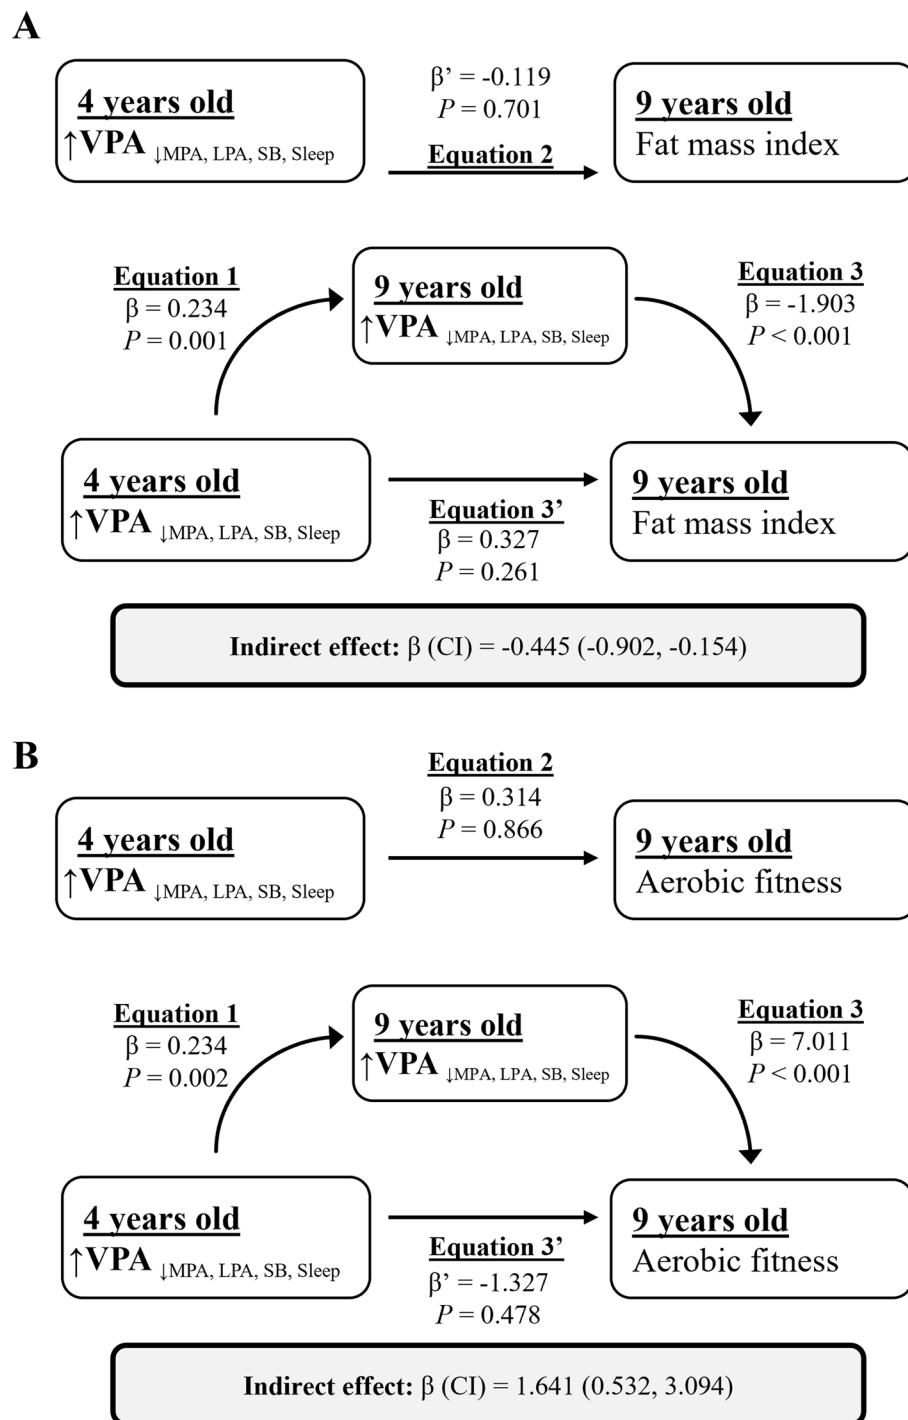 A
4 years old
↑VPA ↓MPA, LPA, SB, Sleep
β’ = -0.119
P = 0.701
Equation 2
9 years old
Fat mass index
Equation 1
β = 0.234
P = 0.001
9 years old
↑VPA ↓MPA, LPA, SB, Sleep
Equation 3
β = -1.903
P < 0.001
4 years old
↑VPA ↓MPA, LPA, SB, Sleep
Equation 3’
β = 0.327
P = 0.261
9 years old
Fat mass index
Indirect effect: β (CI) = -0.445 (-0.902, -0.154)
B
4 years old
↑VPA ↓MPA, LPA, SB, Sleep
Equation 2
β = 0.314
P = 0.866
9 years old
Aerobic fitness
Equation 1
β = 0.234
P = 0.002
9 years old
↑VPA ↓MPA, LPA, SB, Sleep
Equation 3
β = 7.011
P < 0.001
4 years old
↑VPA ↓MPA, LPA, SB, Sleep
Equation 3’
β’ = -1.327
P = 0.478
9 years old
Aerobic fitness
Indirect effect: β (CI) = 1.641 (0.532, 3.094)